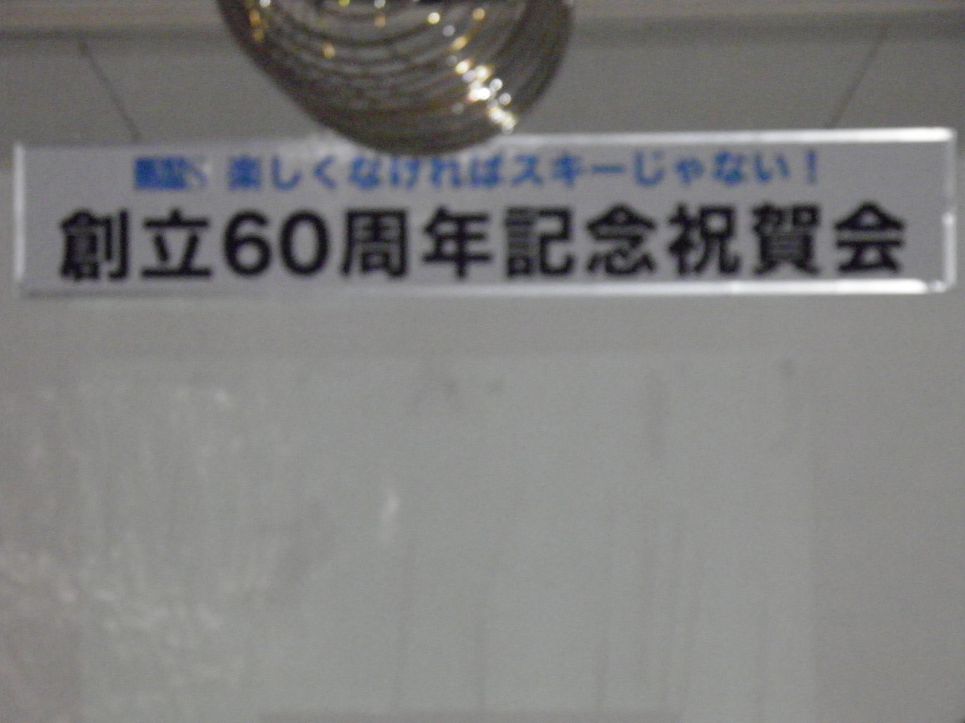 楽しくなければスキーじゃない！
創立60周年記念祝賀会